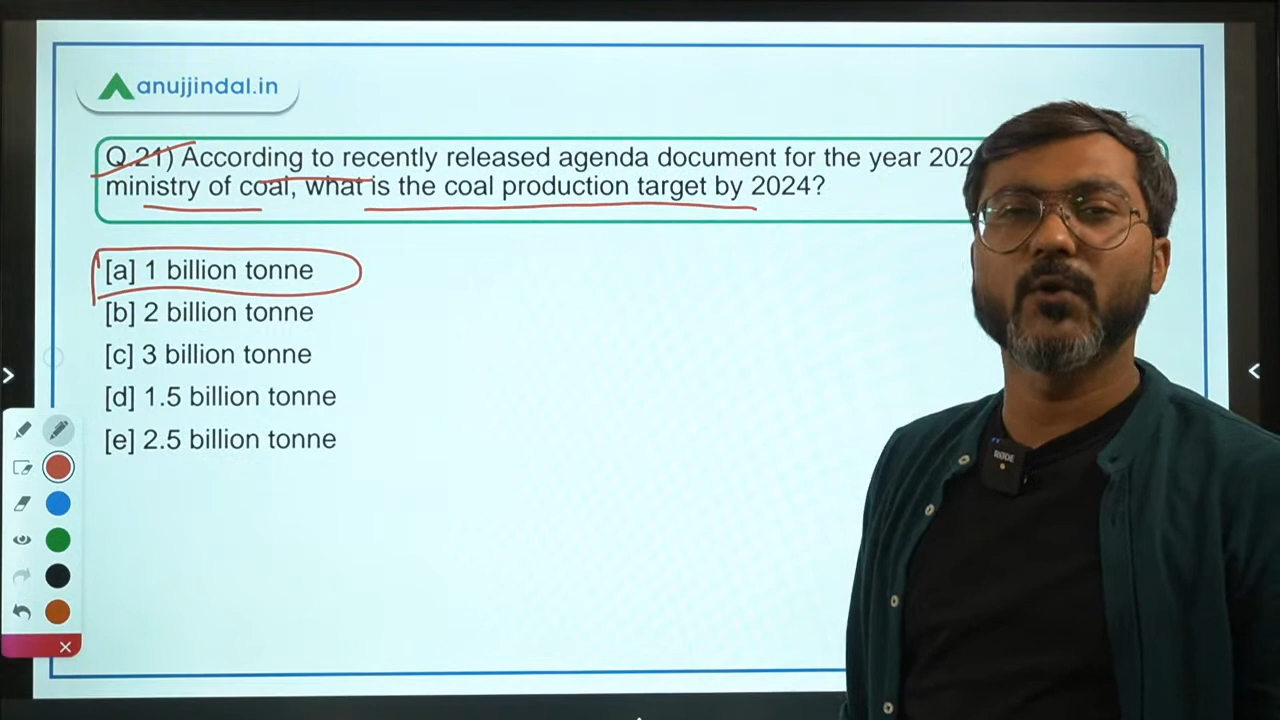 anujjindal.in
Q.21) According to recently released agenda document for the year 202
ministry of coal, what is the coal production target by 2024?
[a] 1 billion tonne
[b] 2 billion tonne
[c] 3 billion tonne
[d] 1.5 billion tonne
[e] 2.5 billion tonne
RØDE